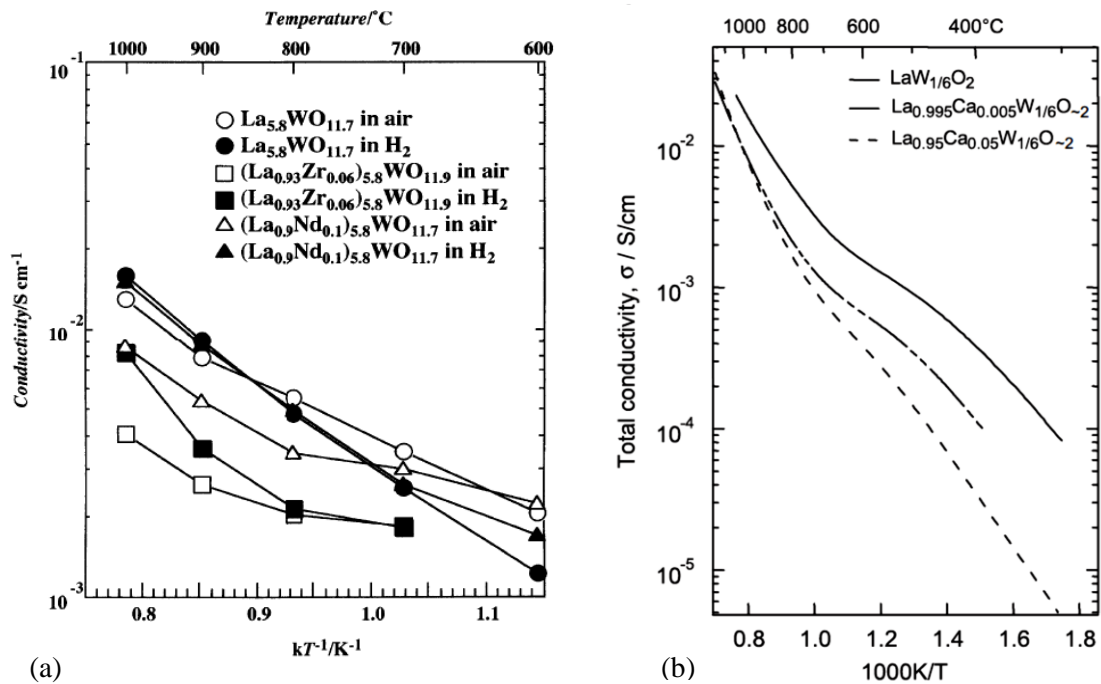 Temperature/°C
1000 900 800 700 600
10⁻¹
10⁻²
10⁻³
Conductivity/S cm⁻¹
La₅.₈WO₁₁.₇ in air
La₅.₈WO₁₁.₇ in H₂
(La₀.₉₃Zr₀.₀₆)₅.₈WO₁₁.₉ in air
(La₀.₉₃Zr₀.₀₆)₅.₈WO₁₁.₉ in H₂
(La₀.₉Nd₀.₁)₅.₈WO₁₁.₇ in air
(La₀.₉Nd₀.₁)₅.₈WO₁₁.₇ in H₂
0.8 0.9 1.0 1.1
kT⁻¹/K⁻¹
(a)
1000 800 600 400°C
LaW₁/₆O₂
La₀.₉₉₅Ca₀.₀₀₅W₁/₆O~₂
La₀.₉₅Ca₀.₀₅W₁/₆O~₂
Total conductivity, σ / S/cm
10⁻²
10⁻³
10⁻⁴
10⁻⁵
0.8 1.0 1.2 1.4 1.6 1.8
1000K/T
(b)